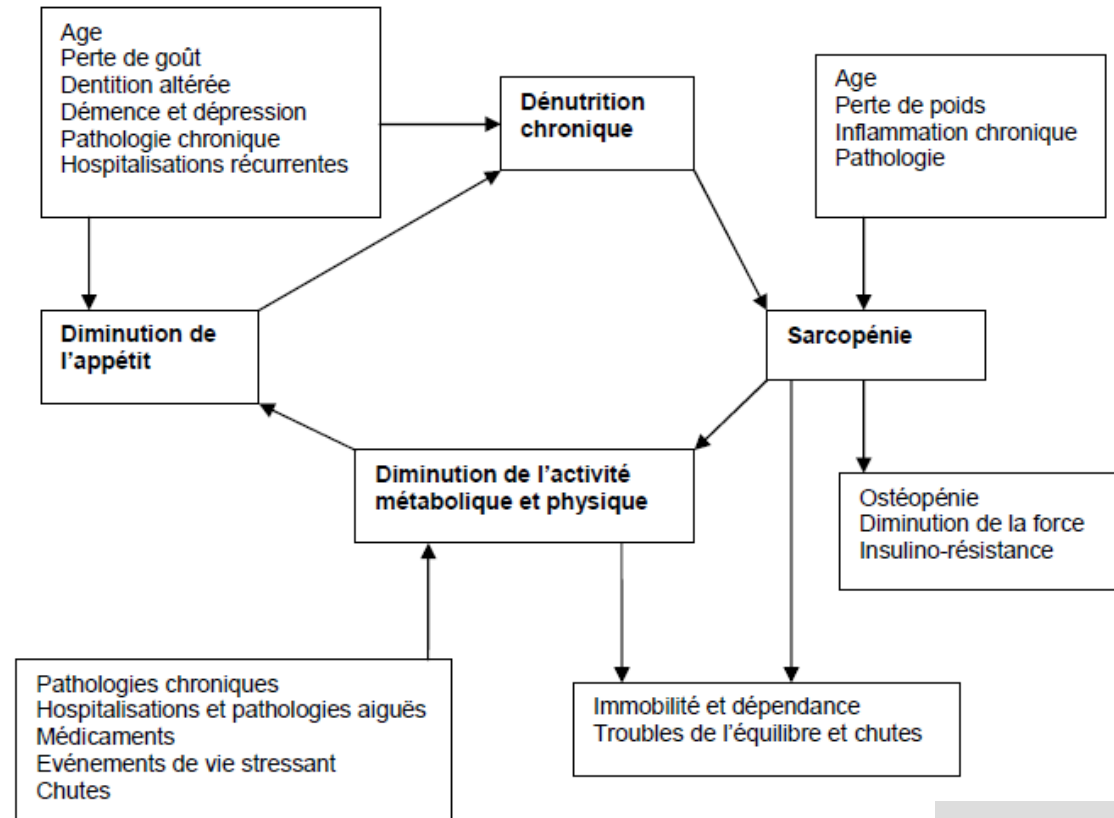 Age
Perte de goût
Dentition altérée
Démence et dépression
Pathologie chronique
Hospitalisations récurrentes
Dénutrition
chronique
Age
Perte de poids
Inflammation chronique
Pathologie
Diminution de
l'appétit
Sarcopénie
Diminution de l'activité
métabolique et physique
Ostéopénie
Diminution de la force
Insulino-résistance
Pathologies chroniques
Hospitalisations et pathologies aiguës
Médicaments
Evénements de vie stressant
Chutes
Immobilité et dépendance
Troubles de l'équilibre et chutes